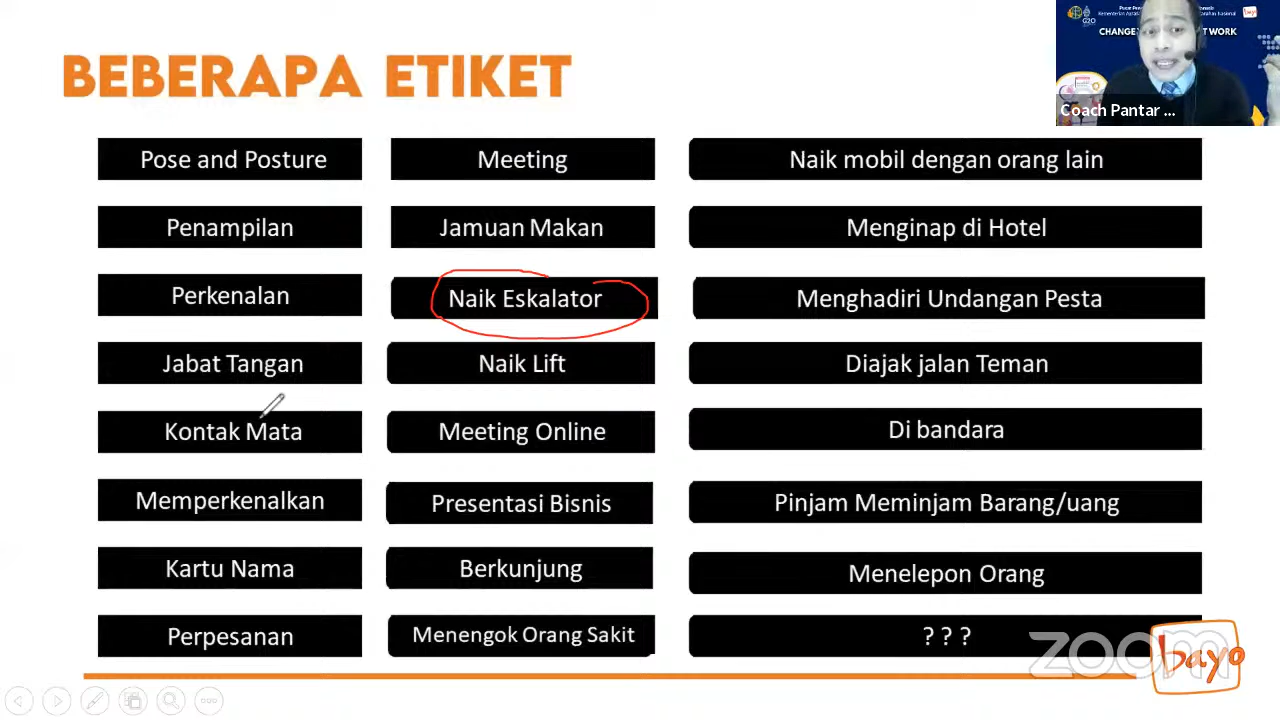 BEBERAPA ETIKET
Pose and Posture
Penampilan
Perkenalan
Jabat Tangan
Kontak Mata
Memperkenalkan
Kartu Nama
Perpesanan
Meeting
Jamuan Makan
Naik Eskalator
Naik Lift
Meeting Online
Presentasi Bisnis
Berkunjung
Menengok Orang Sakit
Naik mobil dengan orang lain
Menginap di Hotel
Menghadiri Undangan Pesta
Diajak jalan Teman
Di bandara
Pinjam Meminjam Barang/uang
Menelepon Orang
? ? ?
CHANGE
WORK
Coach Pantar ...
zoom
bayo